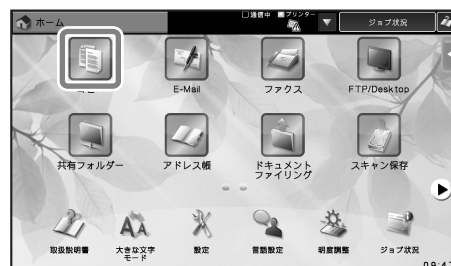 ホーム
□通信中
プリンター
ジョブ状況
E-Mail
ファクス
FTP/Desktop
共有フォルダー
アドレス帳
ドキュメント
ファイリング
スキャン保存
取扱説明書
大きな文字
モード
設定
言語設定
明度調整
ジョブ状況